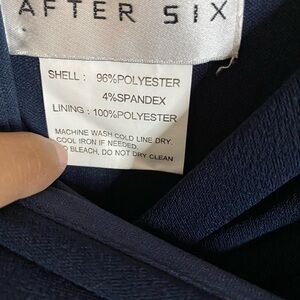 AFTER SIX
SHELL : 96%POLYESTER
4%SPANDEX
LINING : 100%POLYESTER
MACHINE WASH COLD LINE DRY.
COOL IRON IF NEEDED.
BLEACH, DO NOT DRY CLEAN